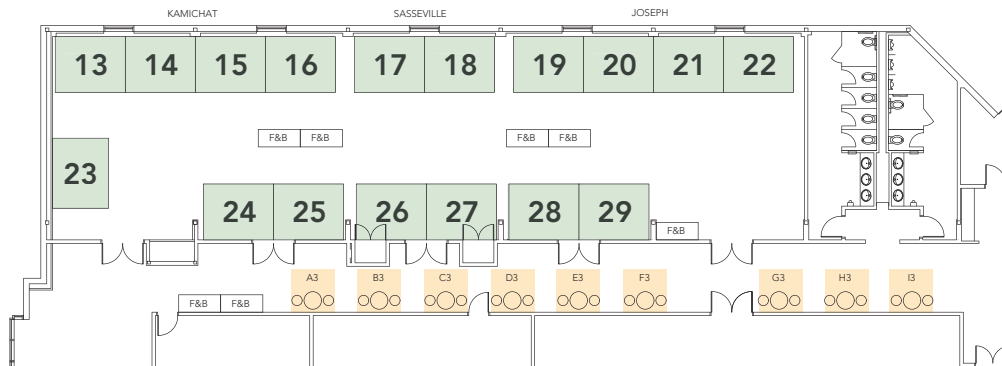 KAMICHAT SASSEVILLE JOSEPH
13 14 15 16 17 18 19 20 21 22
F&B F&B F&B F&B
23
24 25 26 27 28 29
F&B
A3 B3 C3 D3 E3 F3 G3 H3 I3
F&B F&B